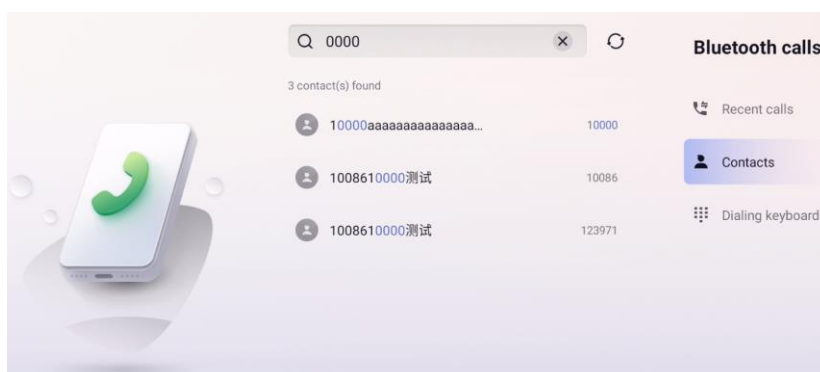 0000
3 contact(s) found
10000aaaaaaaaaaaaaaa... 10000
1008610000测试 10086
1008610000测试 123971
Bluetooth calls
Recent calls
Contacts
Dialing keyboard